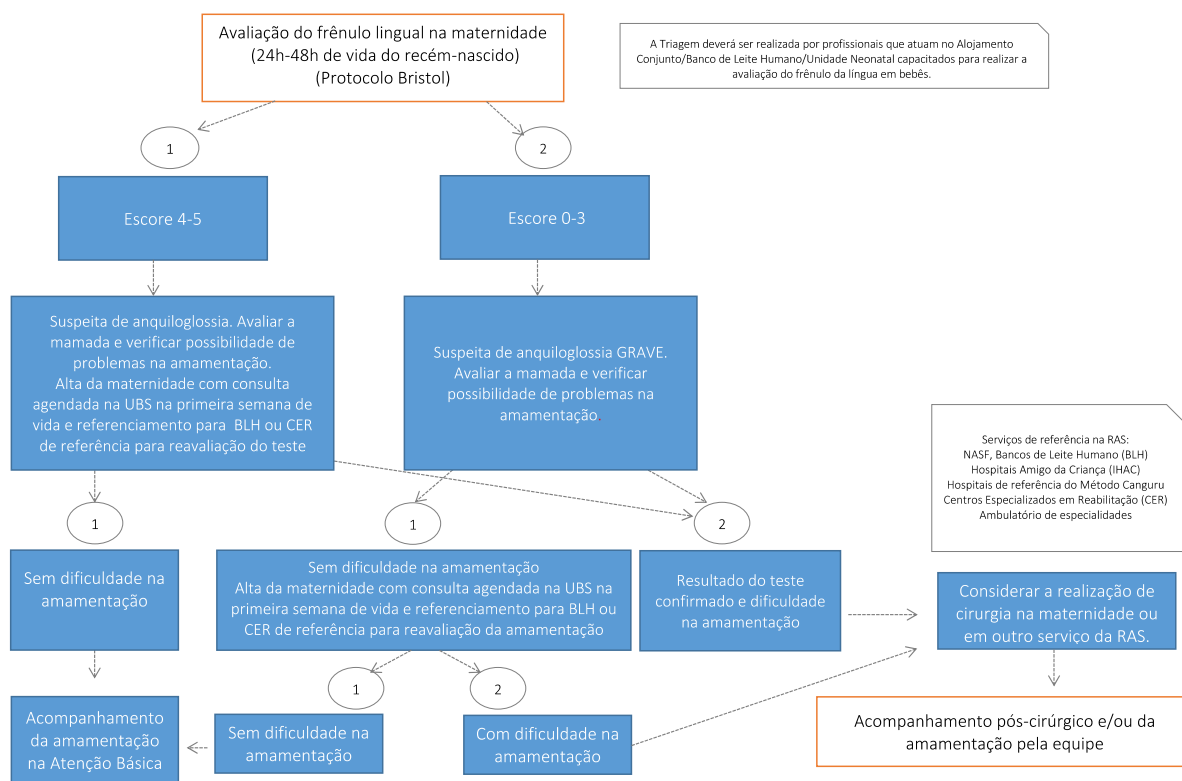 Avaliação do frênulo lingual na maternidade
(24h-48h de vida do recém-nascido)
(Protocolo Bristol)
A Triagem deverá ser realizada por profissionais que atuam no Alojamento
Conjunto/Banco de Leite Humano/Unidade Neonatal capacitados para realizar a
avaliação do frênulo da língua em bebês.
1
2
Escore 4-5
Escore 0-3
Suspeita de anquiloglossia. Avaliar a
mamada e verificar possibilidade de
problemas na amamentação.
Alta da maternidade com consulta
agendada na UBS na primeira semana de
vida e referenciamento para BLH ou CER
de referência para reavaliação do teste
Suspeita de anquiloglossia GRAVE.
Avaliar a mamada e verificar
possibilidade de problemas na
amamentação.
Serviços de referência na RAS:
NASF, Bancos de Leite Humano (BLH)
Hospitais Amigo da Criança (IHAC)
Hospitais de referência do Método Canguru
Centros Especializados em Reabilitação (CER)
Ambulatório de especialidades
1
1
2
Sem dificuldade na
amamentação
Sem dificuldade na amamentação
Alta da maternidade com consulta agendada na UBS na
primeira semana de vida e referenciamento para BLH ou
CER de referência para reavaliação da amamentação
Resultado do teste
confirmado e dificuldade
na amamentação
Considerar a realização de
cirurgia na maternidade ou
em outro serviço da RAS.
1
2
Acompanhamento
da amamentação
na Atenção Básica
Sem dificuldade na
amamentação
Com dificuldade na
amamentação
Acompanhamento pós-cirúrgico e/ou da
amamentação pela equipe